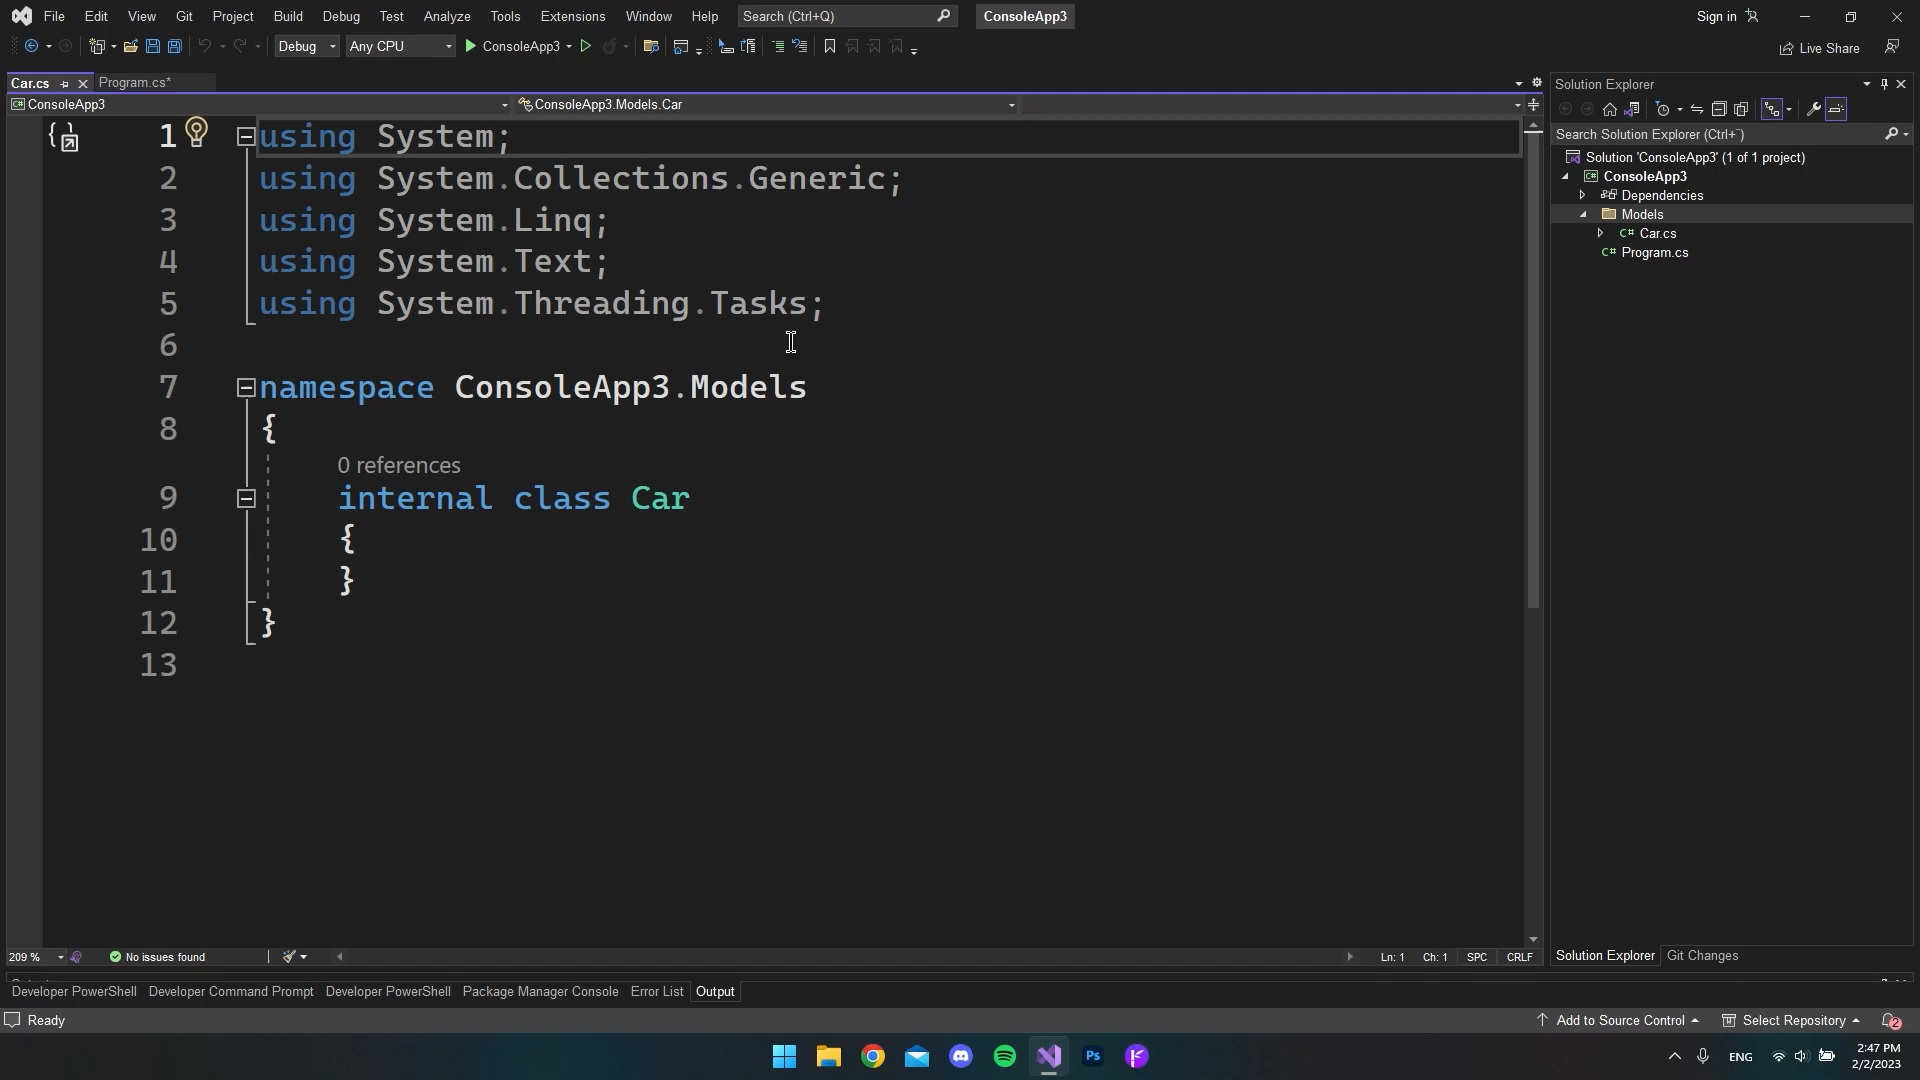 File Edit View Git Project Build Debug Test Analyze Tools Extensions Window Help Search (Ctrl+Q) ConsoleApp3 Sign in
Debug Any CPU ConsoleApp3 Live Share
Car.cs Program.cs*
ConsoleApp3 ConsoleApp3.Models.Car
1 using System;
2 using System.Collections.Generic;
3 using System.Linq;
4 using System.Text;
5 using System.Threading.Tasks;
6
7 namespace ConsoleApp3.Models
8 {
0 references
9 internal class Car
10 {
11 }
12 }
13
Solution Explorer
Search Solution Explorer (Ctrl+¨)
Solution 'ConsoleApp3' (1 of 1 project)
C# ConsoleApp3
Dependencies
Models
C# Car.cs
C# Program.cs
209 % No issues found Ln: 1 Ch: 1 SPC CRLF
Solution Explorer Git Changes
Developer PowerShell Developer Command Prompt Developer PowerShell Package Manager Console Error List Output
Ready Add to Source Control Select Repository 2
Ps ENG 2:47 PM
2/2/2023